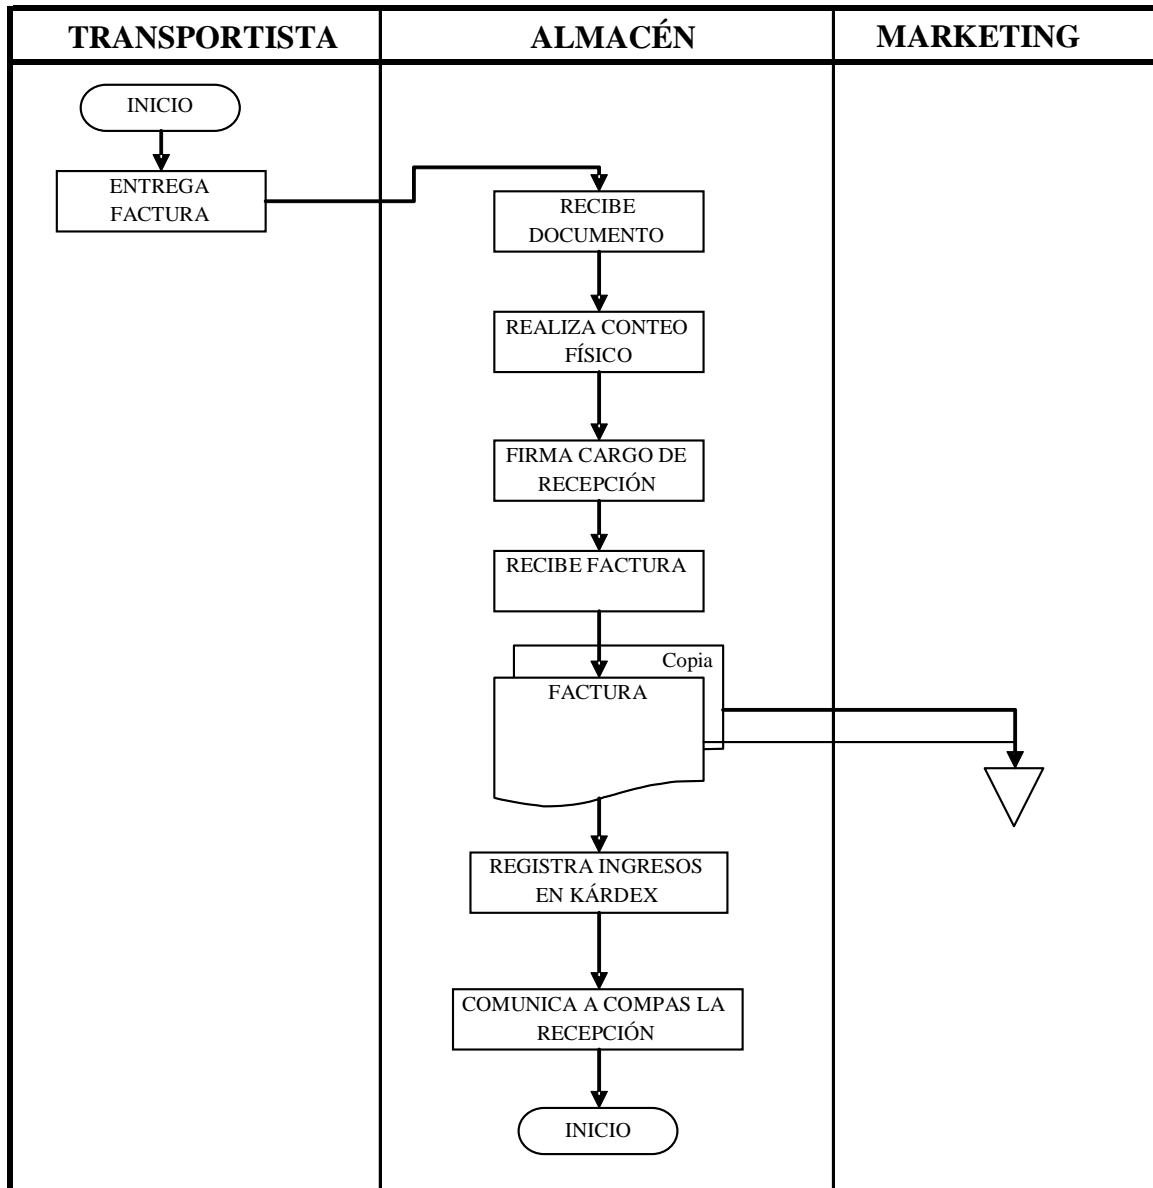 TRANSPORTISTA
ALMACÉN
MARKETING
INICIO
ENTREGA
FACTURA
RECIBE
DOCUMENTO
REALIZA CONTEO
FÍSICO
FIRMA CARGO DE
RECEPCIÓN
RECIBE FACTURA
Copia
FACTURA
REGISTRA INGRESOS
EN KÁRDEX
COMUNICA A COMPAS LA
RECEPCIÓN
INICIO